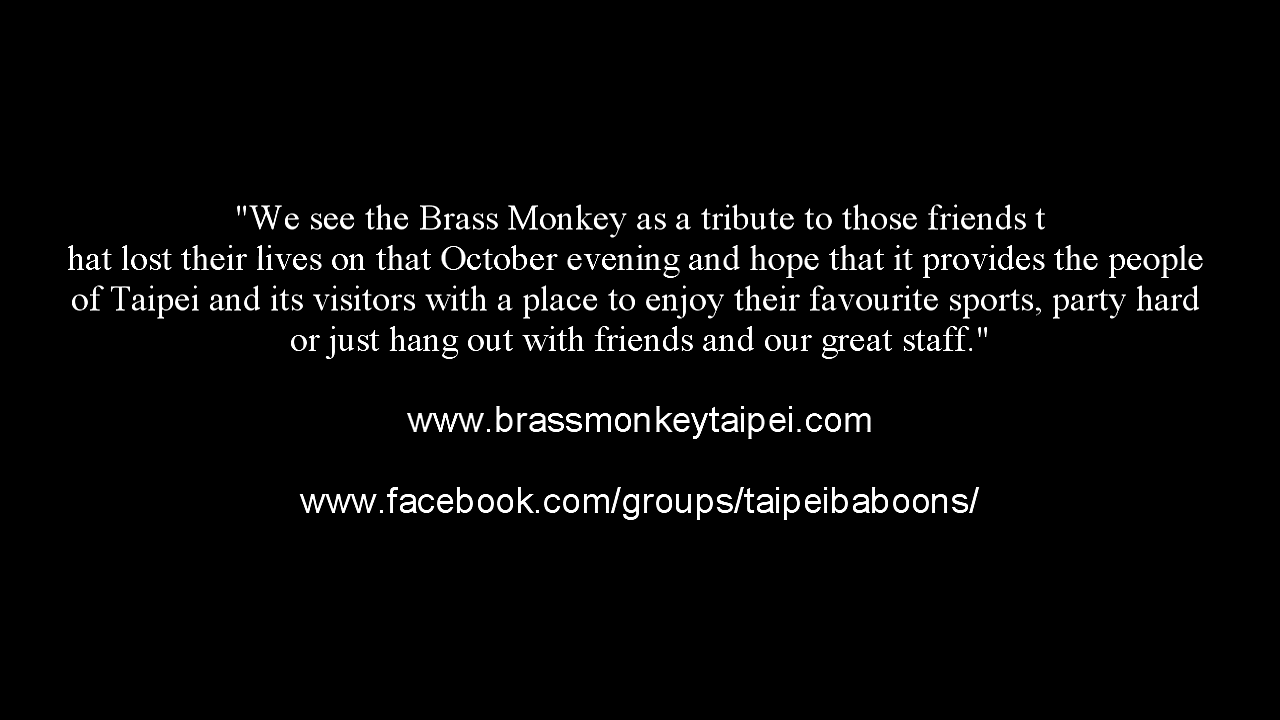 "We see the Brass Monkey as a tribute to those friends t
hat lost their lives on that October evening and hope that it provides the people
of Taipei and its visitors with a place to enjoy their favourite sports, party hard
or just hang out with friends and our great staff."
www.brassmonkeytaipei.com
www.facebook.com/groups/taipeibaboons/